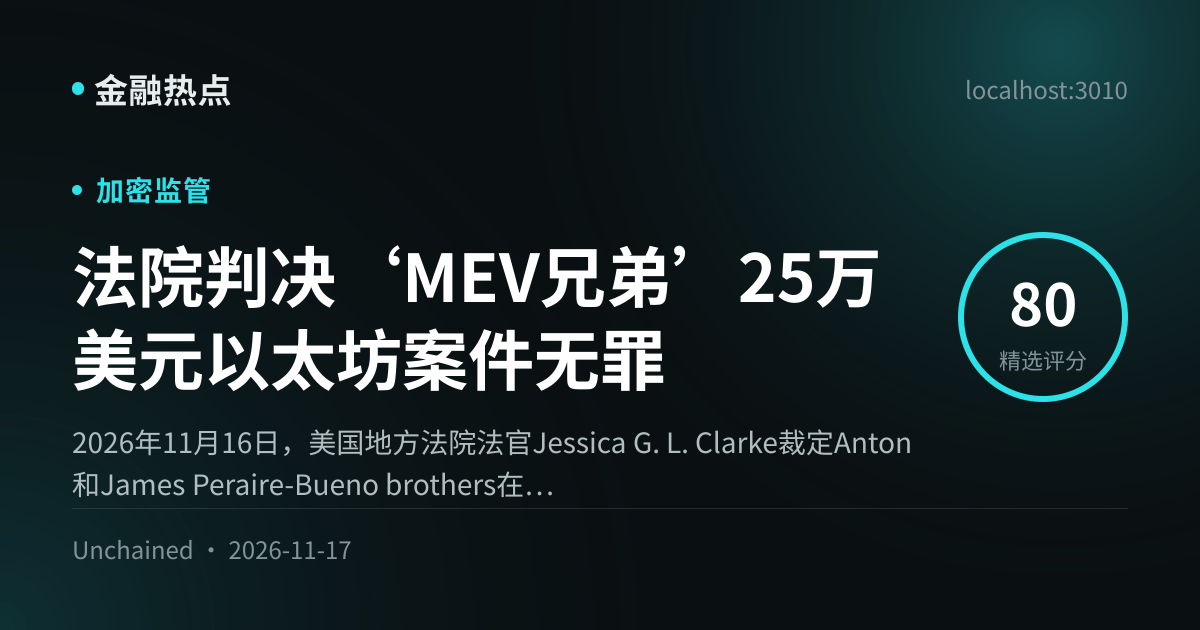 金融热点
localhost:3010
加密监管
法院判决‘MEV兄弟’25万
美元以太坊案件无罪
80
精选评分
2026年11月16日，美国地方法院法官Jessica G. L. Clarke裁定Anton
和James Peraire-Bueno brothers在…
Unchained • 2026-11-17